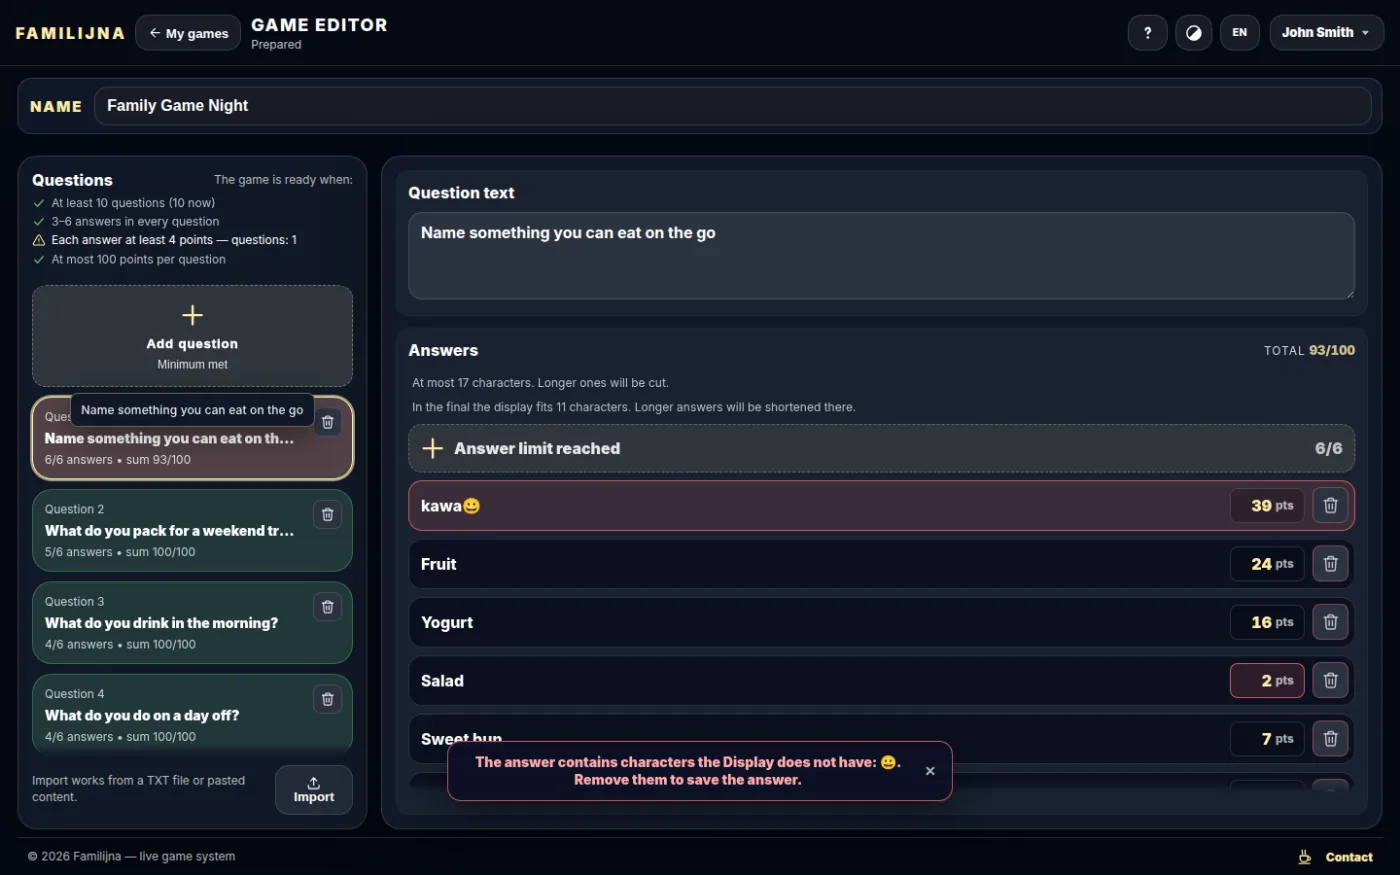 FAMILIJNA
← My games
GAME EDITOR
Prepared
?
EN
John Smith
NAME
Family Game Night
Questions
The game is ready when:
At least 10 questions (10 now)
3–6 answers in every question
Each answer at least 4 points — questions: 1
At most 100 points per question
Add question
Minimum met
Name something you can eat on the go
Name something you can eat on th...
6/6 answers • sum 93/100
Question 2
What do you pack for a weekend tr...
5/6 answers • sum 100/100
Question 3
What do you drink in the morning?
4/6 answers • sum 100/100
Question 4
What do you do on a day off?
4/6 answers • sum 100/100
Import works from a TXT file or pasted
content.
Import
Question text
Name something you can eat on the go
Answers
TOTAL 93/100
At most 17 characters. Longer ones will be cut.
In the final the display fits 11 characters. Longer answers will be shortened there.
Answer limit reached
6/6
kawa😀
39 pts
Fruit
24 pts
Yogurt
16 pts
Salad
2 pts
Sweet bun
7 pts
The answer contains characters the Display does not have: 😀.
Remove them to save the answer.
×
© 2026 Familijna — live game system
Contact